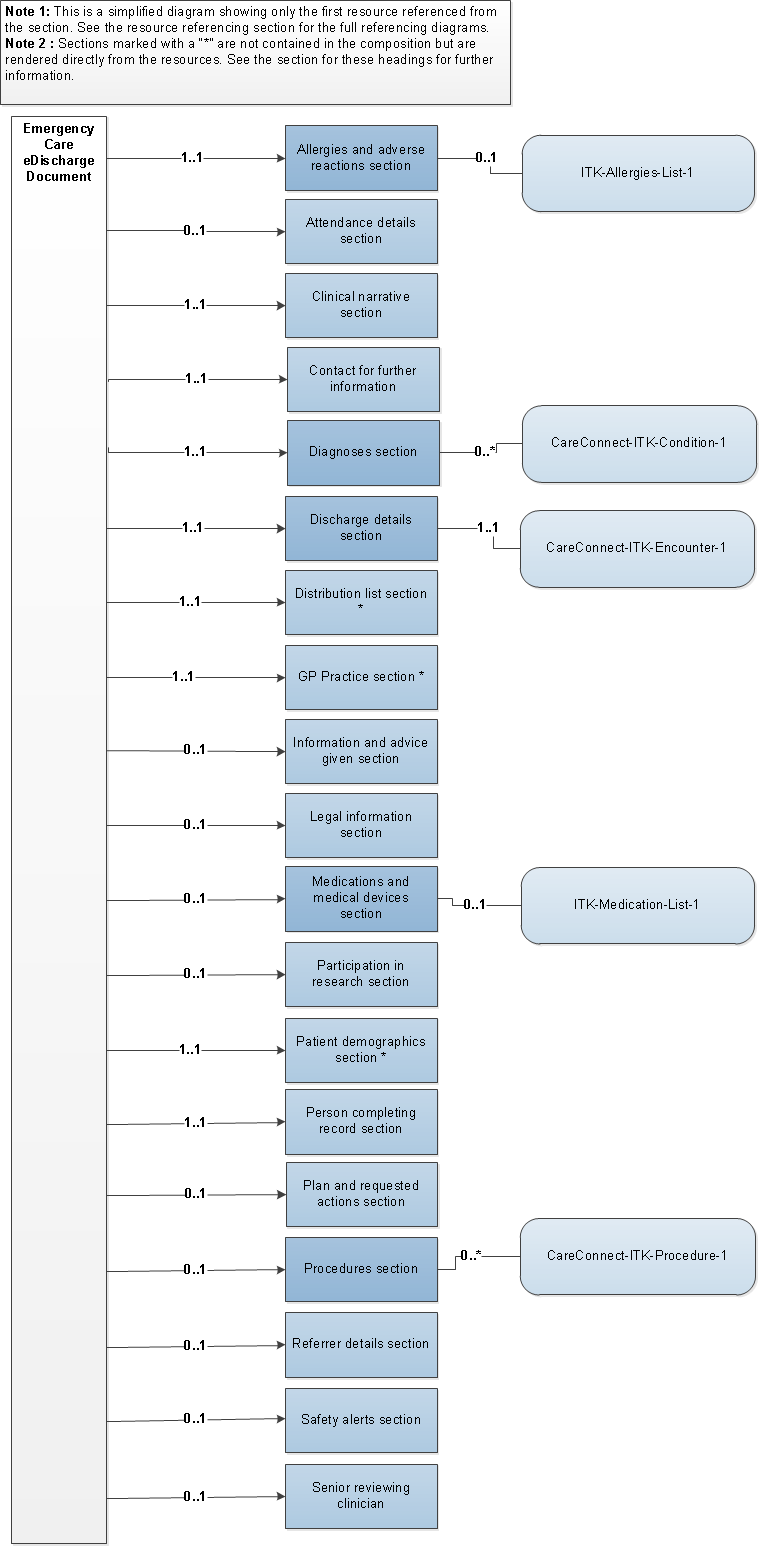 Note 1: This is a simplified diagram showing only the first resource referenced from
the section. See the resource referencing section for the full referencing diagrams.
Note 2 : Sections marked with a "*" are not contained in the composition but are
rendered directly from the resources. See the section for these headings for further
information.
Emergency
Care
eDischarge
Document
1..1
Allergies and adverse
reactions section
0..1
ITK-Allergies-List-1
0..1
Attendance details
section
1..1
Clinical narrative
section
1..1
Contact for further
information
1..1
Diagnoses section
0..*
CareConnect-ITK-Condition-1
1..1
Discharge details
section
1..1
CareConnect-ITK-Encounter-1
1..1
Distribution list section
*
1..1
GP Practice section *
0..1
Information and advice
given section
0..1
Legal information
section
0..1
Medications and
medical devices
section
0..1
ITK-Medication-List-1
0..1
Participation in
research section
1..1
Patient demographics
section *
1..1
Person completing
record section
0..1
Plan and requested
actions section
0..1
Procedures section
0..*
CareConnect-ITK-Procedure-1
0..1
Referrer details section
0..1
Safety alerts section
0..1
Senior reviewing
clinician